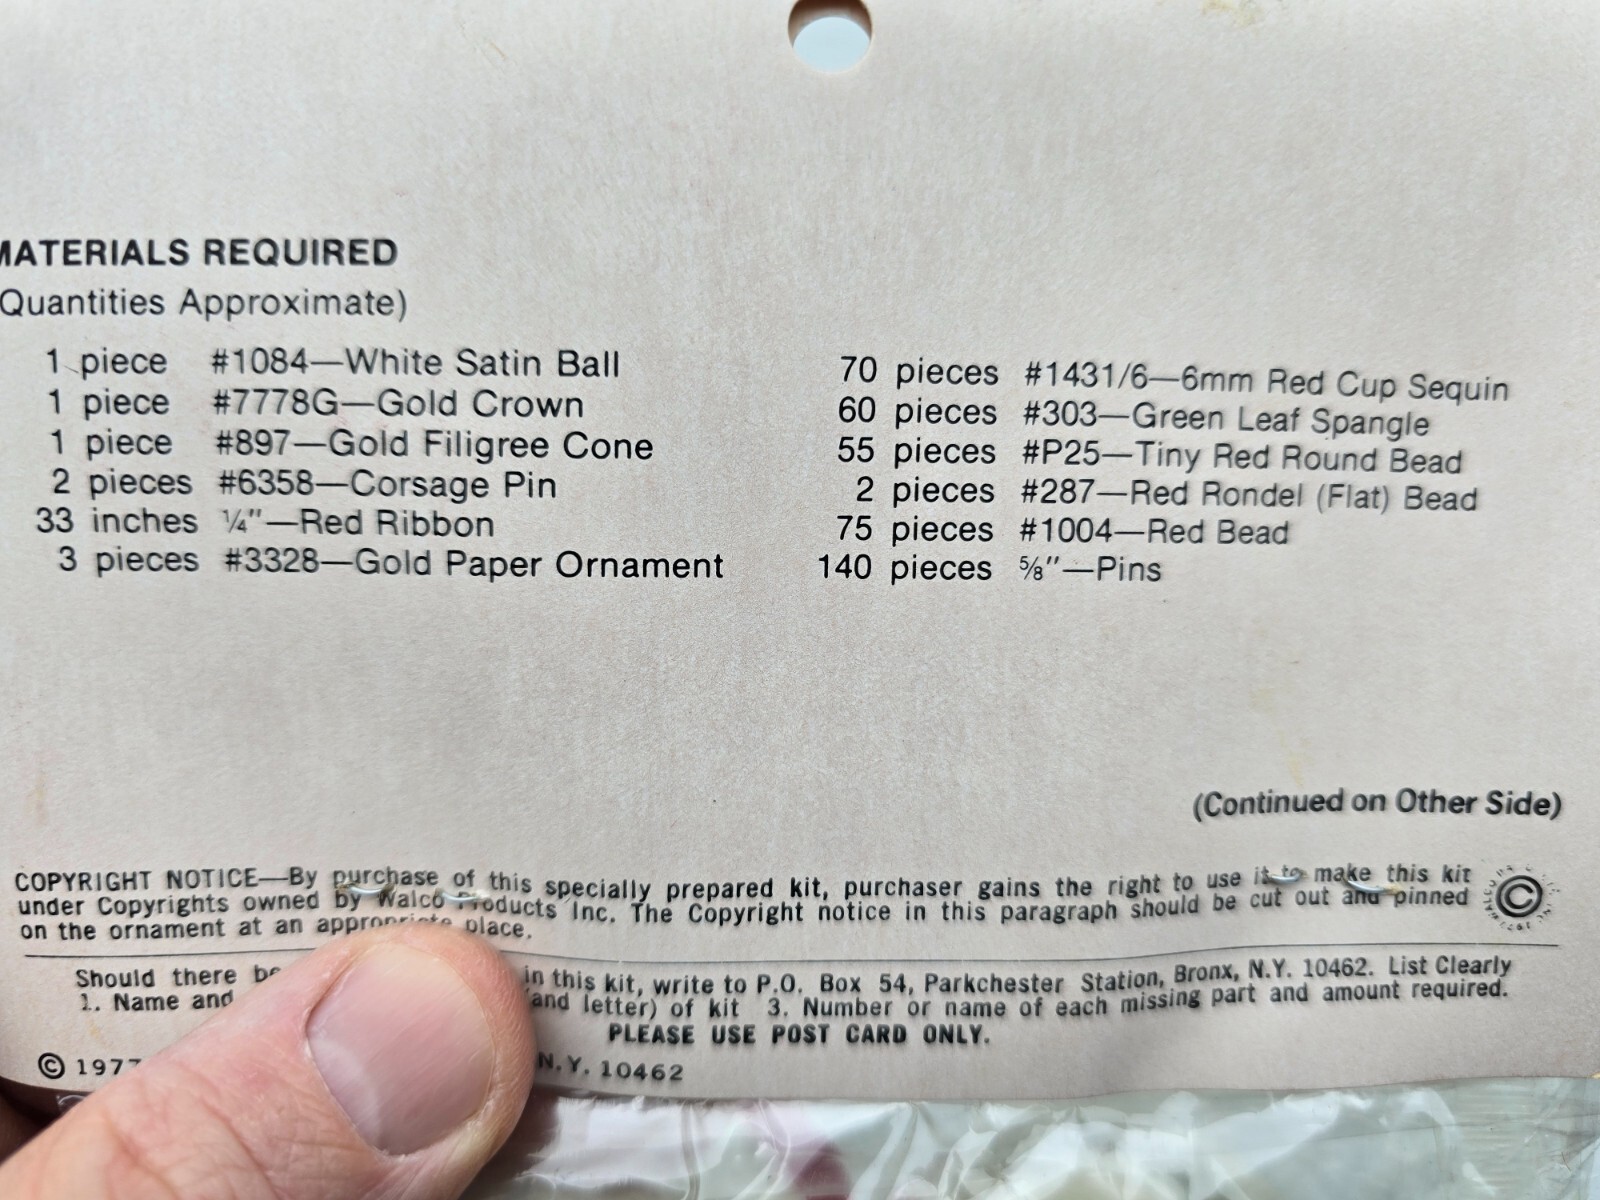 MATERIALS REQUIRED
Quantities Approximate)
1 piece #1084—White Satin Ball
1 piece #7778G—Gold Crown
1 piece #897—Gold Filigree Cone
2 pieces #6358—Corsage Pin
33 inches ¼"—Red Ribbon
3 pieces #3328—Gold Paper Ornament
70 pieces #1431/6—6mm Red Cup Sequin
60 pieces #303—Green Leaf Spangle
55 pieces #P25—Tiny Red Round Bead
2 pieces #287—Red Rondel (Flat) Bead
75 pieces #1004—Red Bead
140 pieces ⅝"—Pins
(Continued on Other Side)
COPYRIGHT NOTICE—By purchase of this specially prepared kit, purchaser gains the right to use it to make this kit
under Copyrights owned by Walco Products Inc. The Copyright notice in this paragraph should be cut out and pinned
on the ornament at an appropriate place.
©
Should there be in this kit, write to P.O. Box 54, Parkchester Station, Bronx, N.Y. 10462. List Clearly
1. Name and (and letter) of kit 3. Number or name of each missing part and amount required.
PLEASE USE POST CARD ONLY.
© 1977 N.Y. 10462